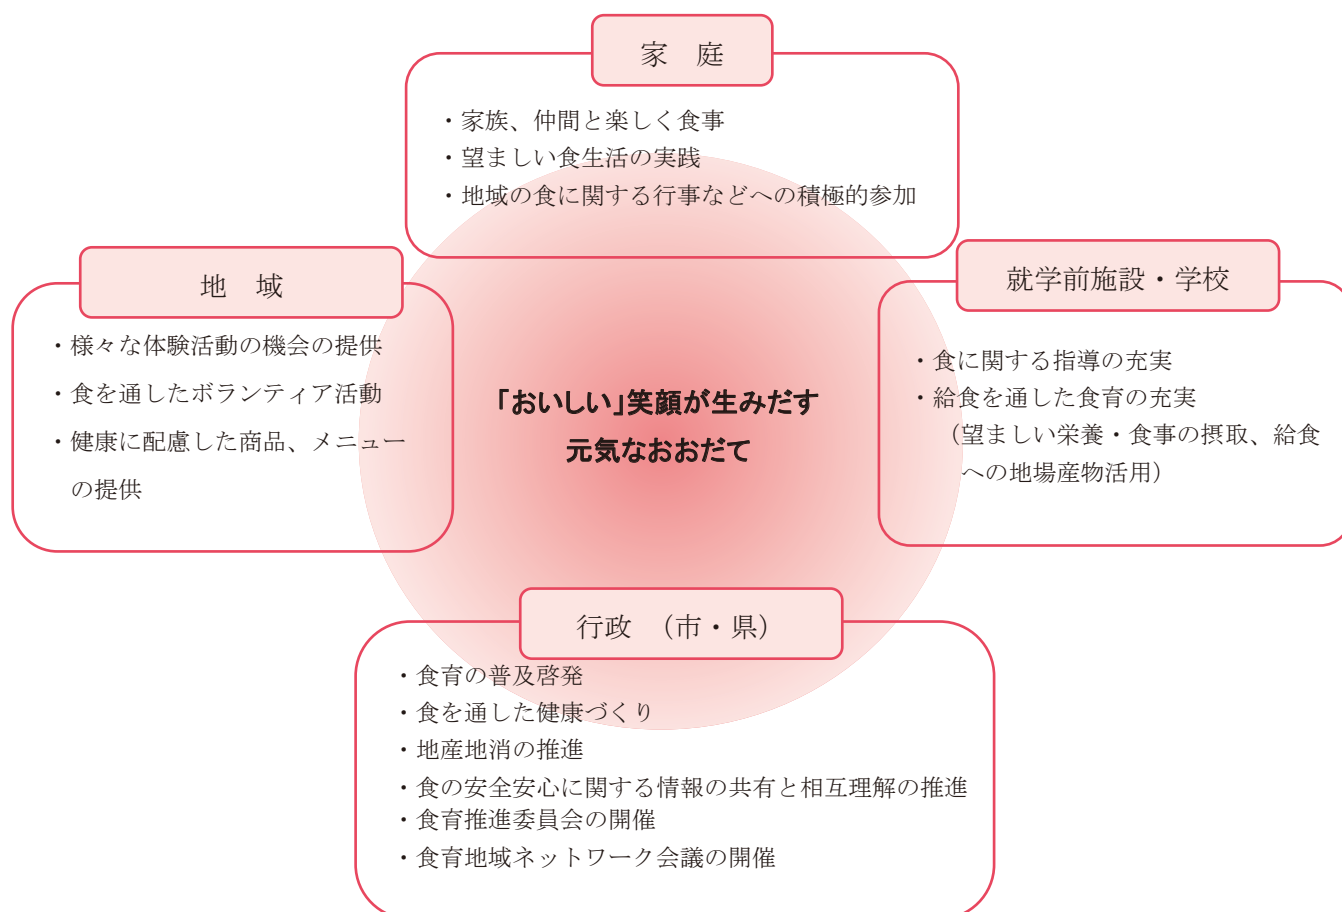 家　庭
・家族、仲間と楽しく食事
・望ましい食生活の実践
・地域の食に関する行事などへの積極的参加
地　域
・様々な体験活動の機会の提供
・食を通したボランティア活動
・健康に配慮した商品、メニュー
の提供
就学前施設・学校
・食に関する指導の充実
・給食を通した食育の充実
（望ましい栄養・食事の摂取、給食
への地場産物活用）
「おいしい」笑顔が生みだす
元気なおおだて
行政　（市・県）
・食育の普及啓発
・食を通した健康づくり
・地産地消の推進
・食の安全安心に関する情報の共有と相互理解の推進
・食育推進委員会の開催
・食育地域ネットワーク会議の開催